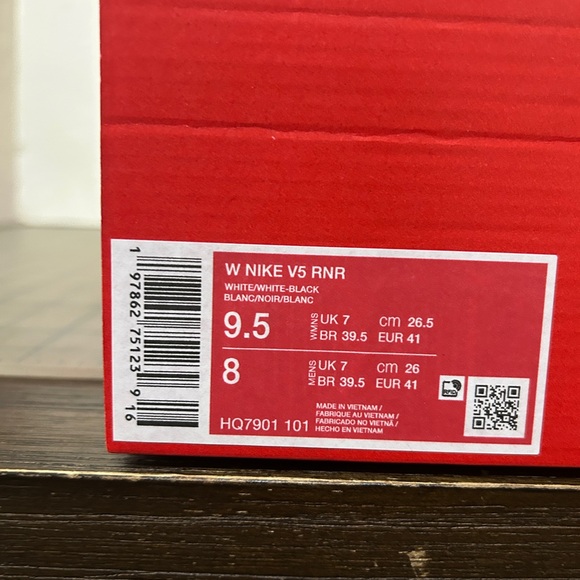 W NIKE V5 RNR
WHITE/WHITE-BLACK
BLANC/NOIR/BLANC
9.5 WMNS UK 7 cm 26.5
BR 39.5 EUR 41
8 MENS UK 7 cm 26
BR 39.5 EUR 41
HQ7901 101
MADE IN VIETNAM /
FABRIQUE AU VIETNAM /
FABRICADO NO VIETNÃ /
HECHO EN VIETNAM
1 97862 75123 9 16